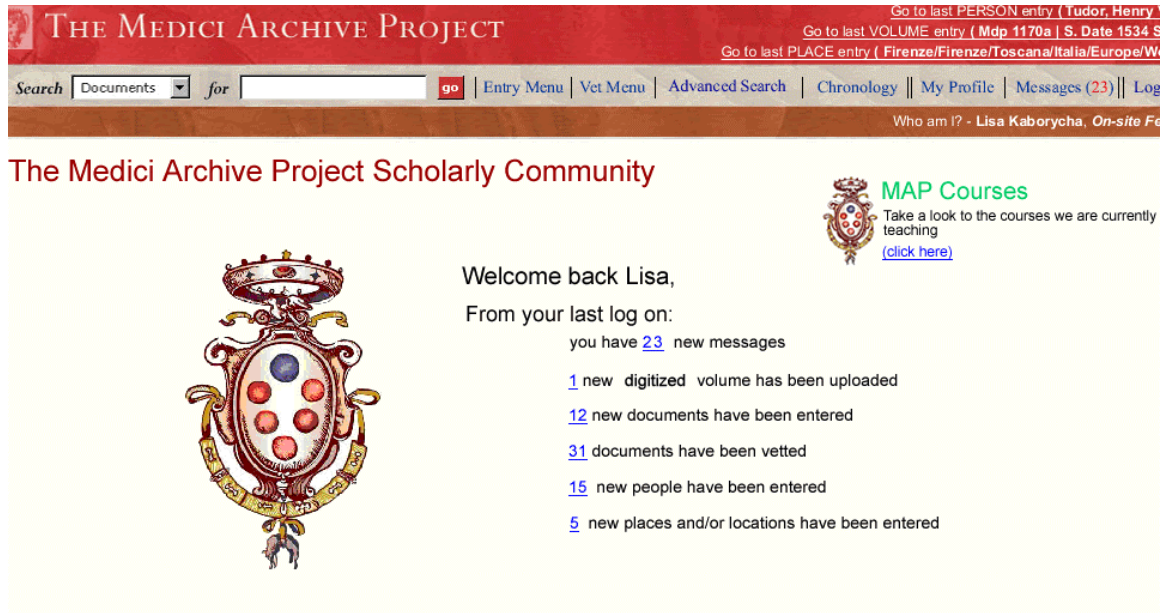 THE MEDICI ARCHIVE PROJECT
Go to last PERSON entry ( Tudor, Henry
Go to last VOLUME entry ( Mdp 1170a | S. Date 1534 S
Go to last PLACE entry ( Firenze/Firenze/Toscana/Italia/Europe/Wo
Search Documents for go Entry Menu Vet Menu Advanced Search Chronology My Profile Messages (23) Log
Who am I? - Lisa Kaborycha, On-site Fe
The Medici Archive Project Scholarly Community
MAP Courses
Take a look to the courses we are currently
teaching
(click here)
Welcome back Lisa,
From your last log on:
you have 23 new messages
1 new digitized volume has been uploaded
12 new documents have been entered
31 documents have been vetted
15 new people have been entered
5 new places and/or locations have been entered